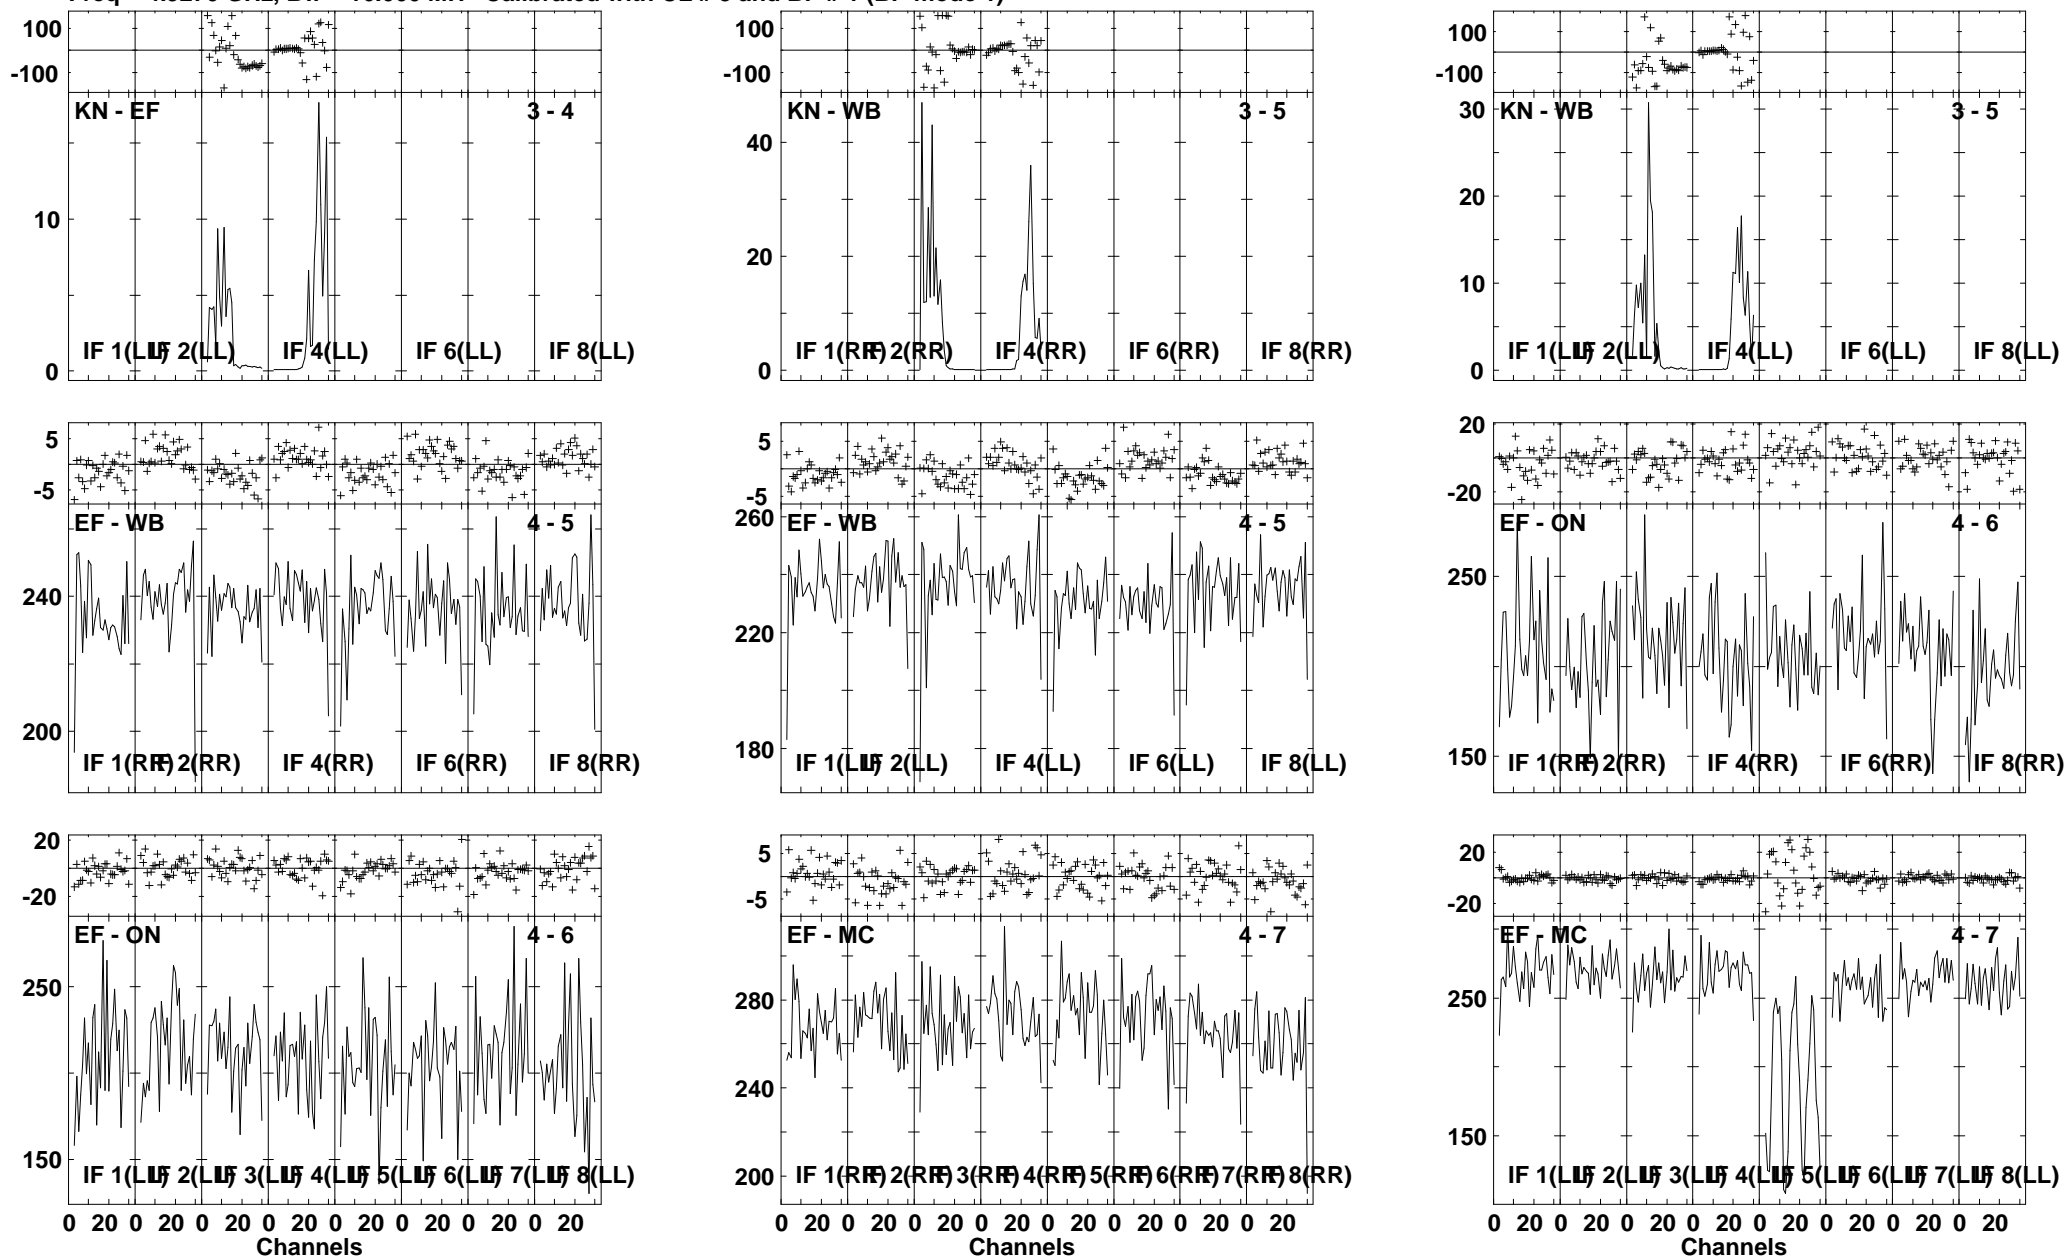 100
-100
KN - EF 3 - 4
10
0
IF 1(LL) IF 2(LL) IF 4(LL) IF 6(LL) IF 8(LL)
100
-100
KN - WB 3 - 5
40
20
0
IF 1(RR) IF 2(RR) IF 4(RR) IF 6(RR) IF 8(RR)
100
-100
KN - WB 3 - 5
30
20
10
0
IF 1(LL) IF 2(LL) IF 4(LL) IF 6(LL) IF 8(LL)
5
-5
EF - WB 4 - 5
240
200
IF 1(RR) IF 2(RR) IF 4(RR) IF 6(RR) IF 8(RR)
5
-5
260
EF - WB 4 - 5
220
180
IF 1(LL) IF 2(LL) IF 4(LL) IF 6(LL) IF 8(LL)
20
-20
EF - ON 4 - 6
250
150
IF 1(RR) IF 2(RR) IF 4(RR) IF 6(RR) IF 8(RR)
20
-20
EF - ON 4 - 6
250
150
IF 1(LL) IF 2(LL) IF 3(LL) IF 4(LL) IF 5(LL) IF 6(LL) IF 7(LL) IF 8(LL)
0 20 0 20 0 20 0 20 0 20 0 20 0 20 0 20
Channels
5
-5
EF - MC 4 - 7
280
240
200
IF 1(RR) IF 2(RR) IF 3(RR) IF 4(RR) IF 5(RR) IF 6(RR) IF 7(RR) IF 8(RR)
0 20 0 20 0 20 0 20 0 20 0 20 0 20 0 20
Channels
20
-20
EF - MC 4 - 7
250
150
IF 1(LL) IF 2(LL) IF 3(LL) IF 4(LL) IF 5(LL) IF 6(LL) IF 7(LL) IF 8(LL)
0 20 0 20 0 20 0 20 0 20 0 20 0 20 0 20
Channels